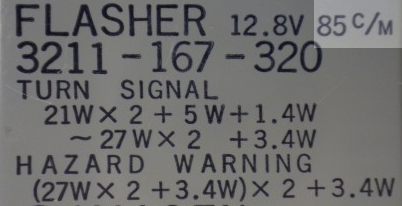 FLASHER 12.8V 85 C/M
3211-167-320
TURN SIGNAL
21W×2+5W+1.4W
~27W×2 +3.4W
HAZARD WARNING
(27W×2+3.4W)×2+3.4W